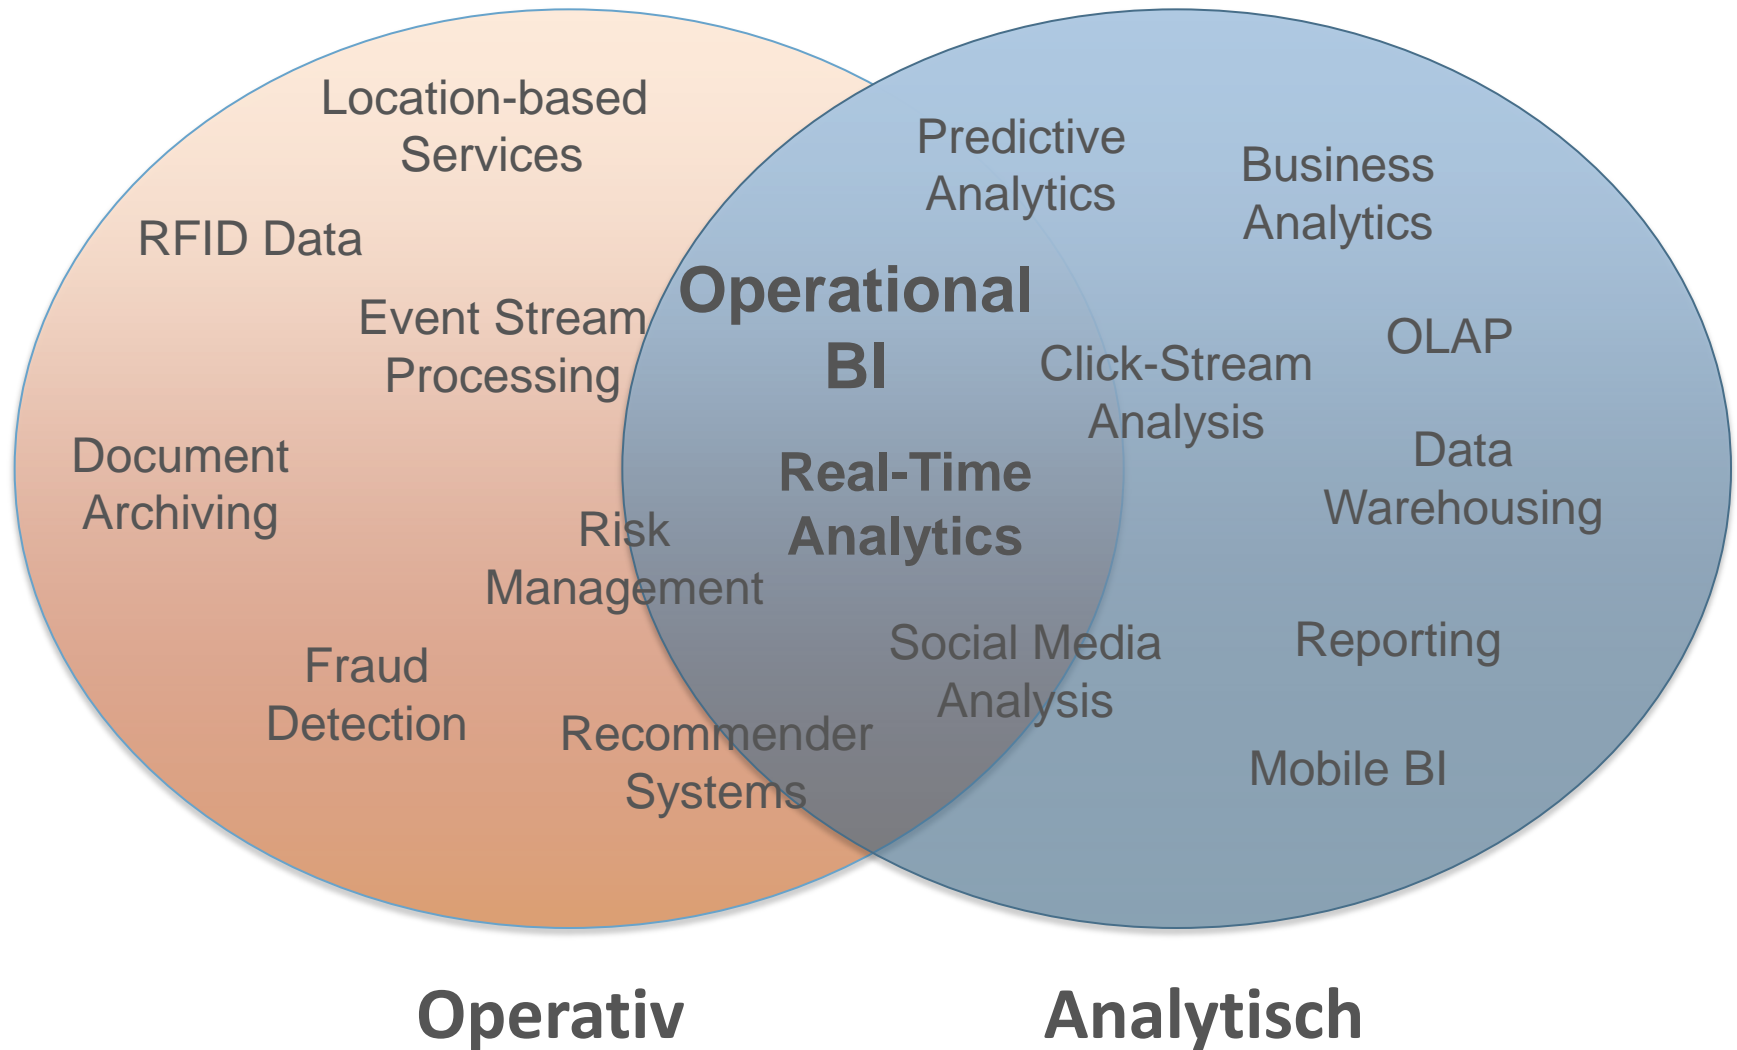 Location-based
Services
RFID Data
Event Stream
Processing
Document
Archiving
Risk
Management
Fraud
Detection
Recommender
Systems
Operational
BI
Real-Time
Analytics
Predictive
Analytics
Business
Analytics
OLAP
Click-Stream
Analysis
Data
Warehousing
Social Media
Analysis
Reporting
Mobile BI
Operativ
Analytisch